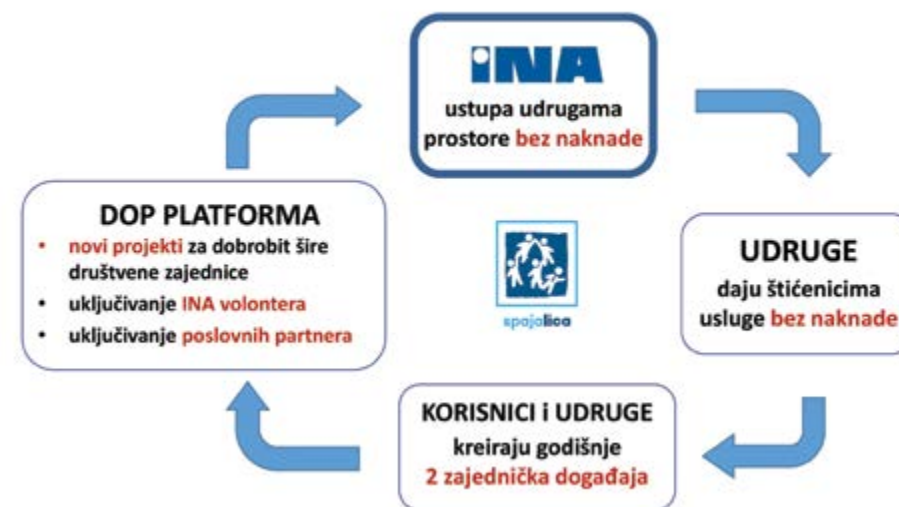 INA
ustupa udrugama
prostore bez naknade
UDRUGE
daju štićenicima
usluge bez naknade
KORISNICI i UDRUGE
kreiraju godišnje
2 zajednička događaja
DOP PLATFORMA
• novi projekti za dobrobit šire
društvene zajednice
• uključivanje INA volontera
• uključivanje poslovnih partnera
spajalica